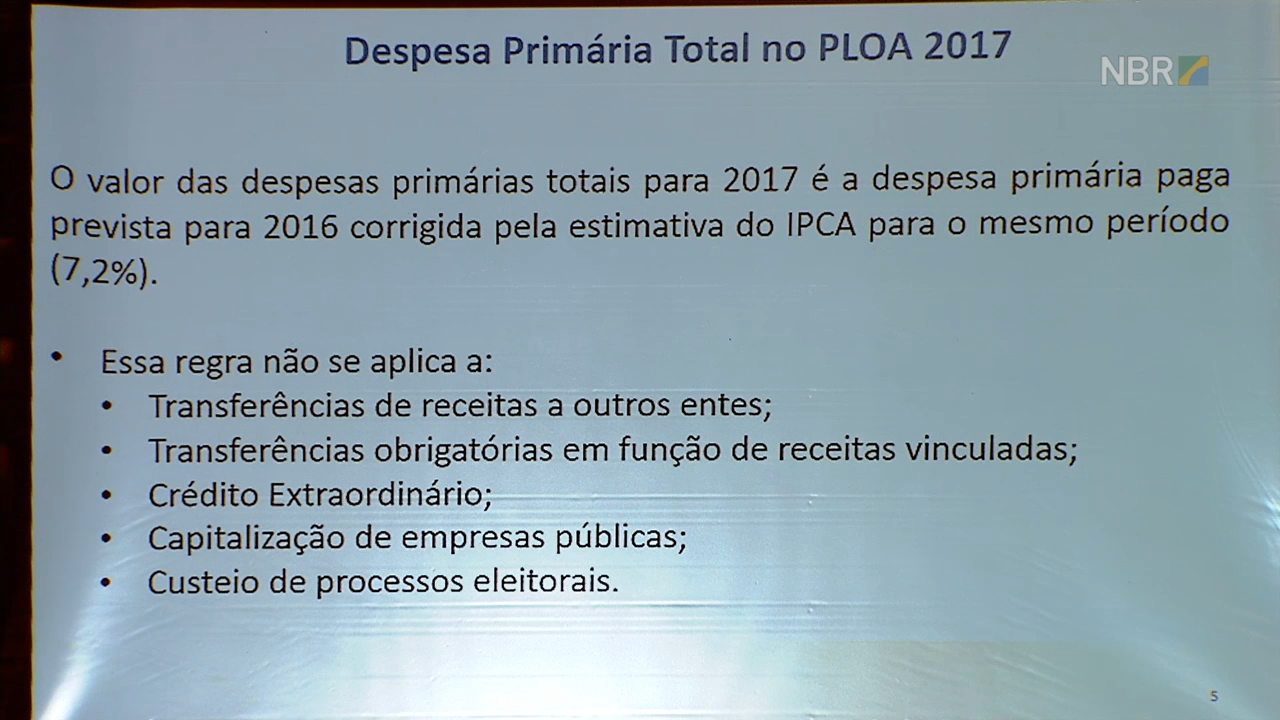 Despesa Primária Total no PLOA 2017
NBR
O valor das despesas primárias totais para 2017 é a despesa primária paga
prevista para 2016 corrigida pela estimativa do IPCA para o mesmo período
(7,2%).
• Essa regra não se aplica a:
• Transferências de receitas a outros entes;
• Transferências obrigatórias em função de receitas vinculadas;
• Crédito Extraordinário;
• Capitalização de empresas públicas;
• Custeio de processos eleitorais.
5